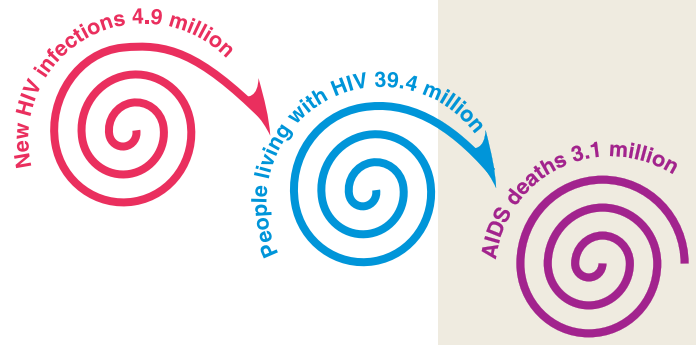 New HIV infections 4.9 million
People living with HIV 39.4 million
AIDS deaths 3.1 million